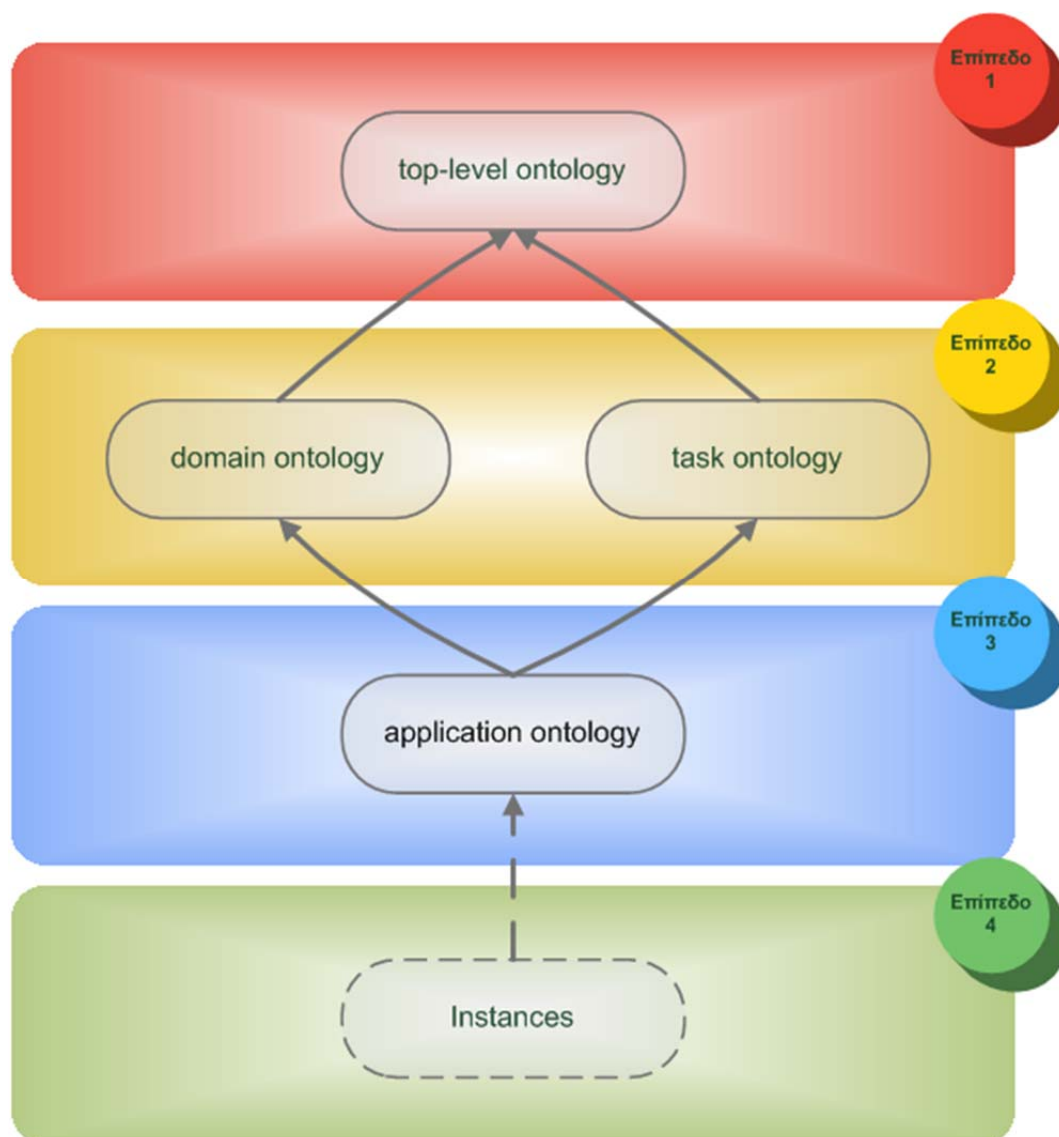 Επίπεδο
1
top-level ontology
Επίπεδο
2
domain ontology
task ontology
Επίπεδο
3
application ontology
Επίπεδο
4
Instances